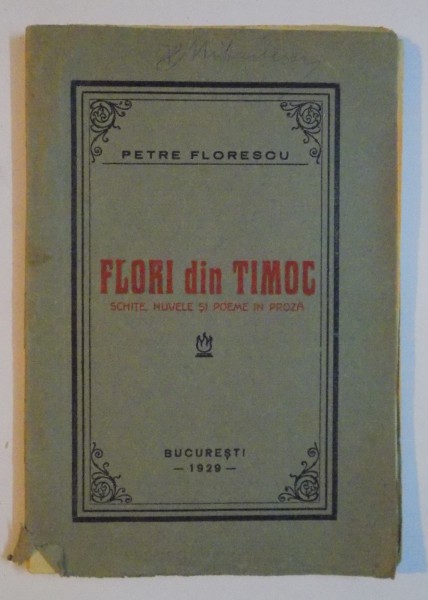 PETRE FLORESCU
FLORI din TIMOC
SCHIȚE, NUVELE ȘI POEME IN PROZĂ
BUCUREȘTI
— 1929 —